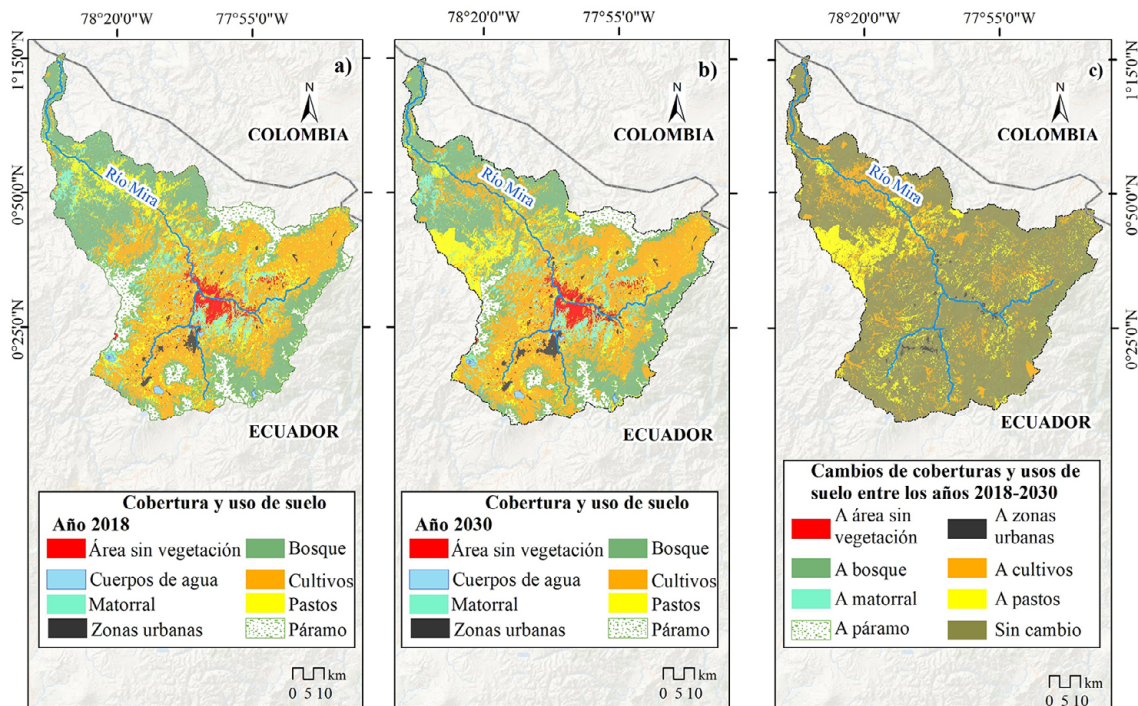 78°20'0"W 77°55'0"W 78°20'0"W 77°55'0"W 78°20'0"W 77°55'0"W
1°15'0"N
0°50'0"N
0°25'0"N
a)
N
COLOMBIA
Río Mira
ECUADOR
Cobertura y uso de suelo
Año 2018
Área sin vegetación
Bosque
Cuerpos de agua
Cultivos
Matorral
Pastos
Zonas urbanas
Páramo
km
0 5 10
b)
N
COLOMBIA
Río Mira
ECUADOR
Cobertura y uso de suelo
Año 2030
Área sin vegetación
Bosque
Cuerpos de agua
Cultivos
Matorral
Pastos
Zonas urbanas
Páramo
km
0 5 10
c)
N
COLOMBIA
Río Mira
ECUADOR
Cambios de coberturas y usos de
suelo entre los años 2018-2030
A área sin
vegetación
A zonas
urbanas
A bosque
A cultivos
A matorral
A pastos
A páramo
Sin cambio
km
0 5 10
1°15'0"N
0°50'0"N
0°25'0"N